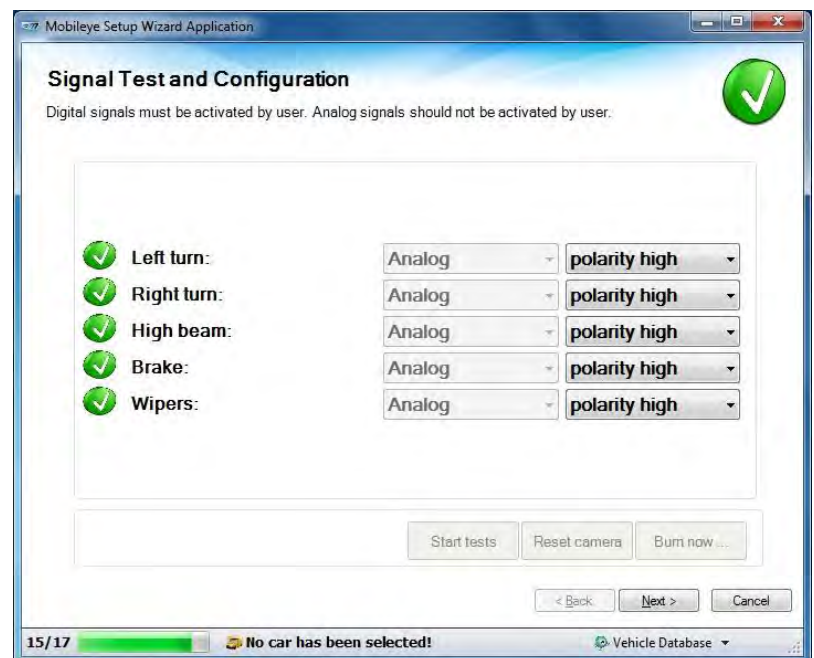 Mobileye Setup Wizard Application
Signal Test and Configuration
Digital signals must be activated by user. Analog signals should not be activated by user.
Left turn: Analog polarity high
Right turn: Analog polarity high
High beam: Analog polarity high
Brake: Analog polarity high
Wipers: Analog polarity high
Start tests Reset camera Burn now ...
< Back Next > Cancel
15/17 No car has been selected! Vehicle Database